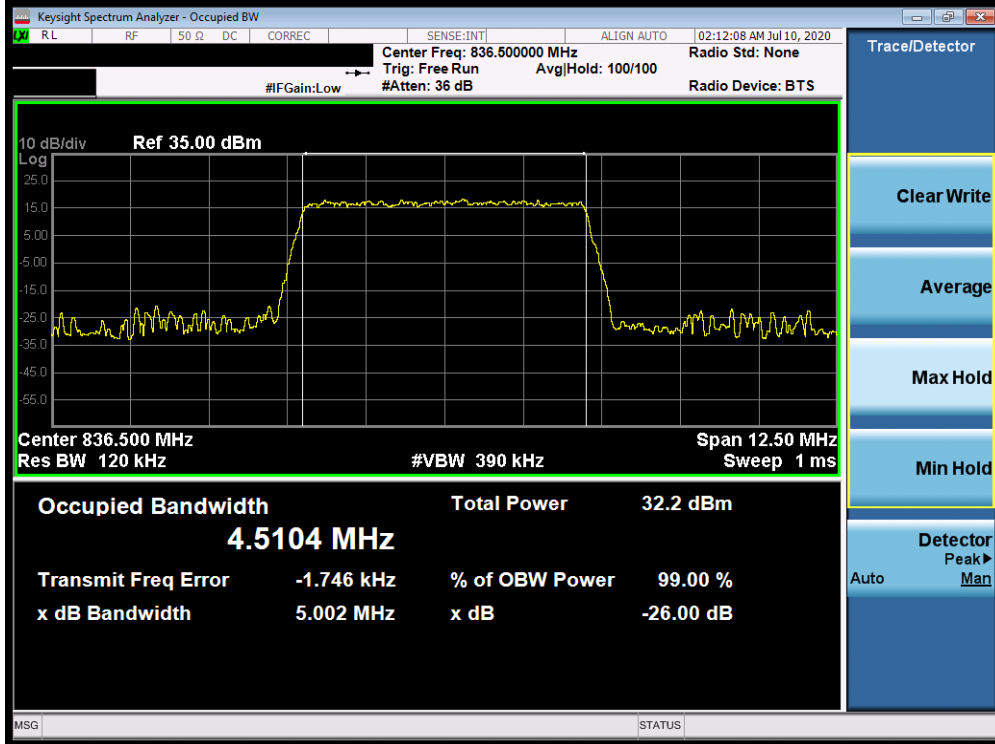 Keysight Spectrum Analyzer - Occupied BW
LXI RL RF 50 Ω DC CORREC SENSE:INT ALIGN AUTO 02:12:08 AM Jul 10, 2020
Center Freq: 836.500000 MHz Radio Std: None
Trig: Free Run Avg|Hold: 100/100
#IFGain:Low #Atten: 36 dB Radio Device: BTS
Trace/Detector
10 dB/div Ref 35.00 dBm
Log
25.0
15.0
5.00
-5.00
-15.0
-25.0
-35.0
-45.0
-55.0
Center 836.500 MHz Span 12.50 MHz
Res BW 120 kHz #VBW 390 kHz Sweep 1 ms
Occupied Bandwidth Total Power 32.2 dBm
4.5104 MHz
Transmit Freq Error -1.746 kHz % of OBW Power 99.00 %
x dB Bandwidth 5.002 MHz x dB -26.00 dB
Clear Write
Average
Max Hold
Min Hold
Detector
Peak▶
Auto Man
MSG STATUS